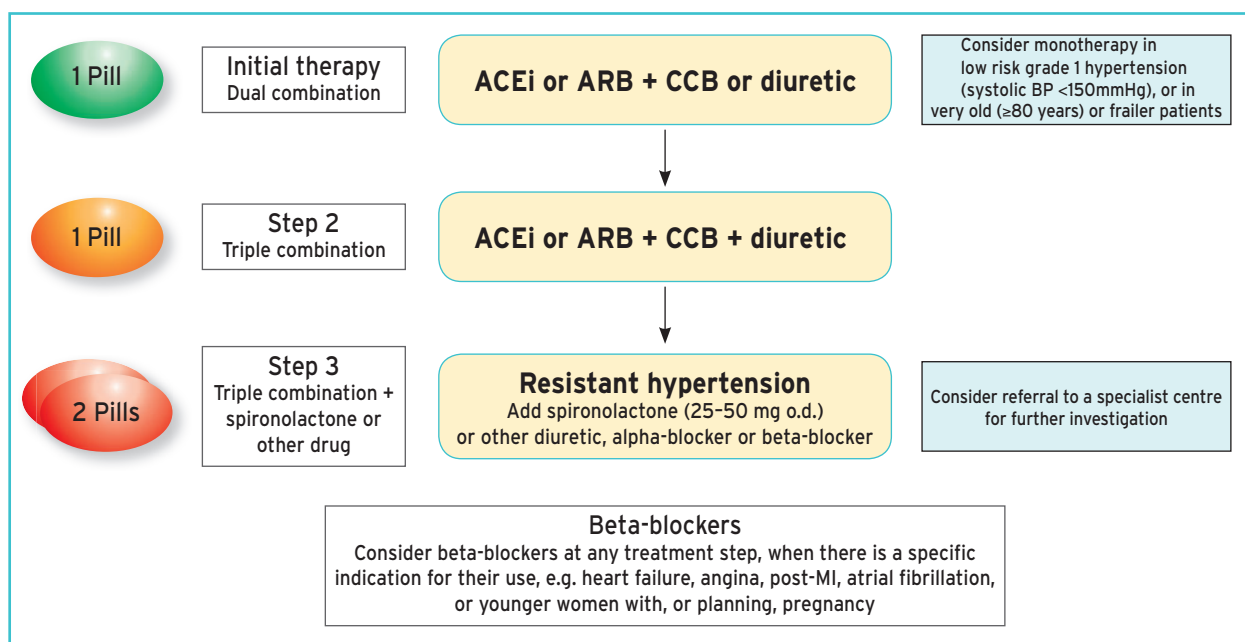 1 Pill
Initial therapy
Dual combination
ACEi or ARB + CCB or diuretic
Consider monotherapy in
low risk grade 1 hypertension
(systolic BP <150mmHg), or in
very old (≥80 years) or frailer patients
1 Pill
Step 2
Triple combination
ACEi or ARB + CCB + diuretic
2 Pills
Step 3
Triple combination +
spironolactone or
other drug
Resistant hypertension
Add spironolactone (25–50 mg o.d.)
or other diuretic, alpha-blocker or beta-blocker
Consider referral to a specialist centre
for further investigation
Beta-blockers
Consider beta-blockers at any treatment step, when there is a specific
indication for their use, e.g. heart failure, angina, post-MI, atrial fibrillation,
or younger women with, or planning, pregnancy